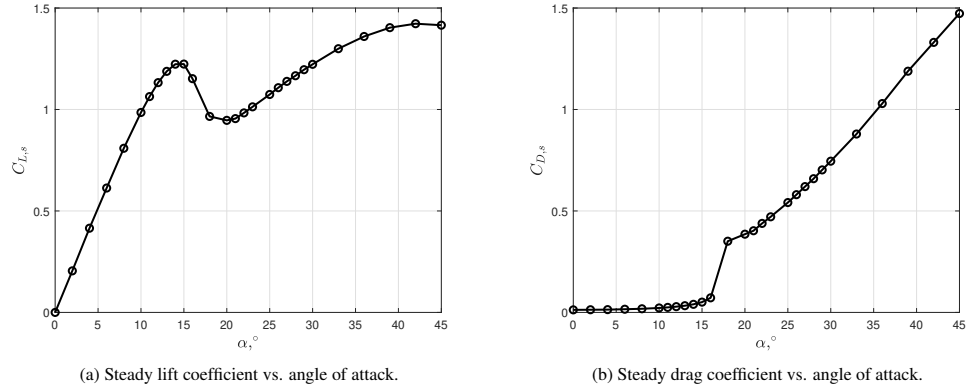 1.5
1
0.5
0
C_{L,s}
0 5 10 15 20 25 30 35 40 45
α,°
(a) Steady lift coefficient vs. angle of attack.
1.5
1
0.5
0
C_{D,s}
0 5 10 15 20 25 30 35 40 45
α,°
(b) Steady drag coefficient vs. angle of attack.